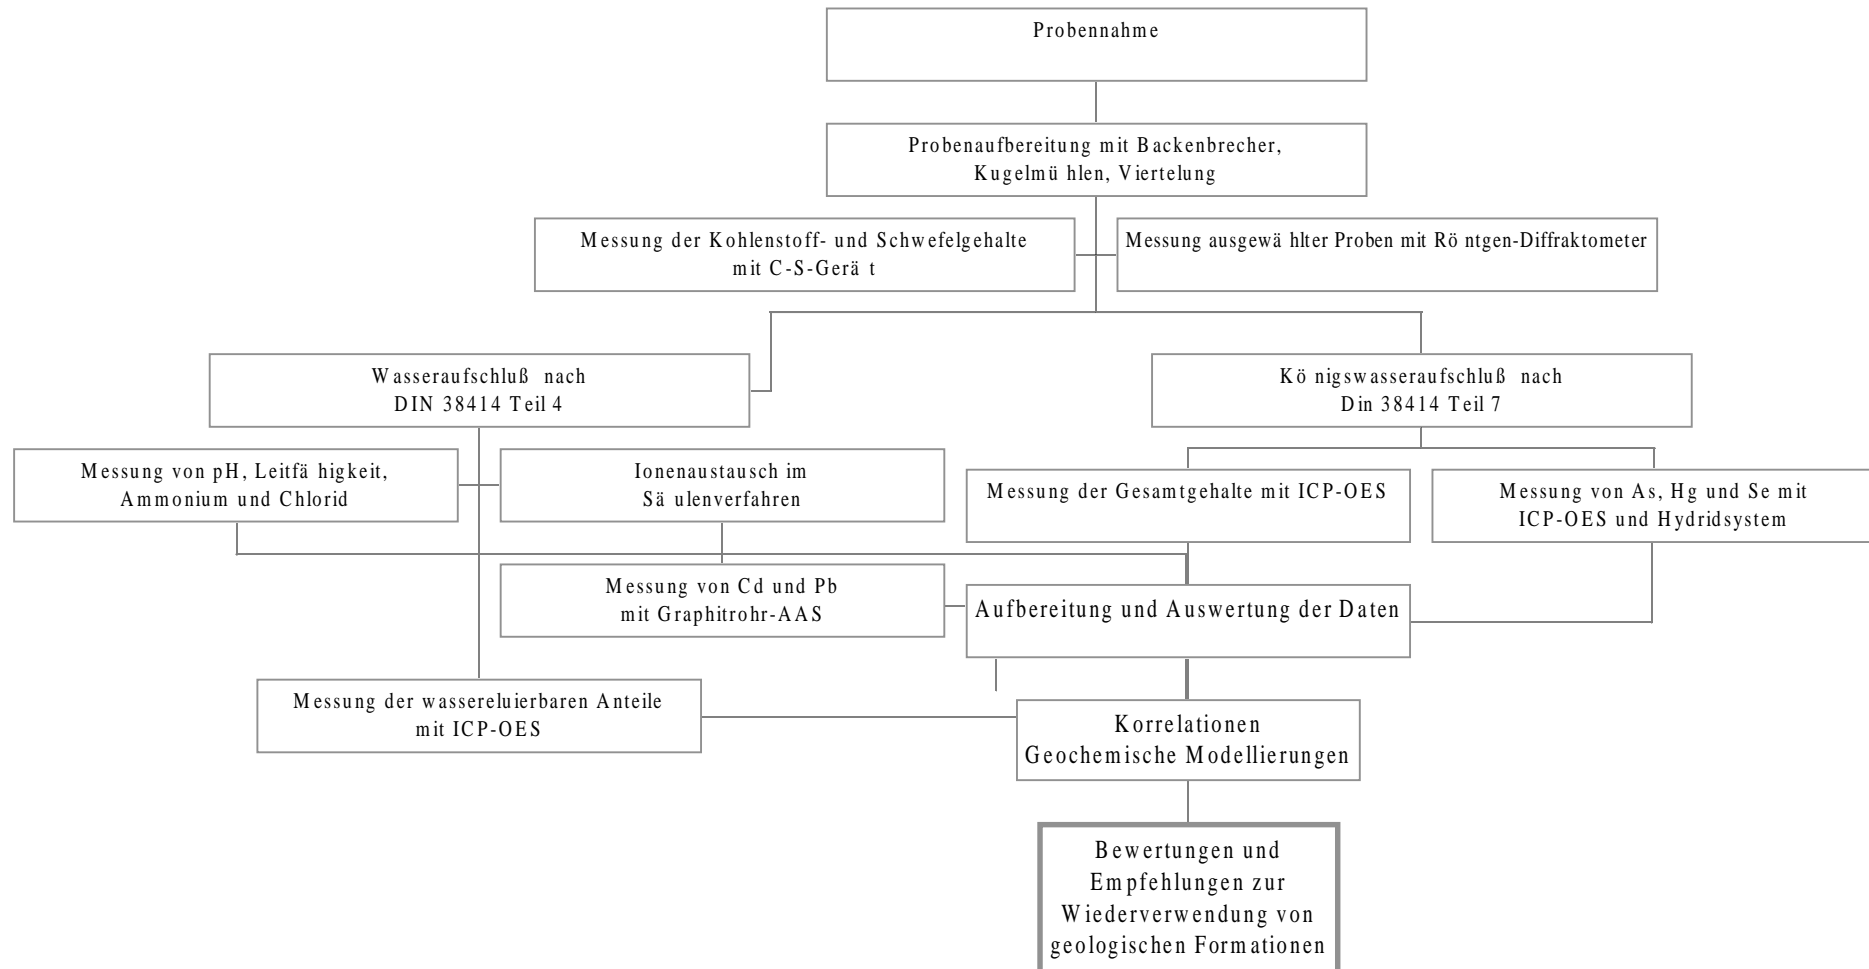 Probennahme
Probenaufbereitung mit Backenbrecher,
Kugelmühlen, Viertelung
Messung der Kohlenstoff- und Schwefelgehalte
mit C-S-Gerät
Messung ausgewählter Proben mit Röntgen-Diffraktometer
Wasseraufschluß nach
DIN 38414 Teil 4
Königswasseraufschluß nach
Din 38414 Teil 7
Messung von pH, Leitfähigkeit,
Ammonium und Chlorid
Ionenaustausch im
Säulenverfahren
Messung der Gesamtgehalte mit ICP-OES
Messung von As, Hg und Se mit
ICP-OES und Hydridsystem
Messung von Cd und Pb
mit Graphitrohr-AAS
Aufbereitung und Auswertung der Daten
Messung der wassereluierbaren Anteile
mit ICP-OES
Korrelationen
Geochemische Modellierungen
Bewertungen und
Empfehlungen zur
Wiederverwendung von
geologischen Formationen